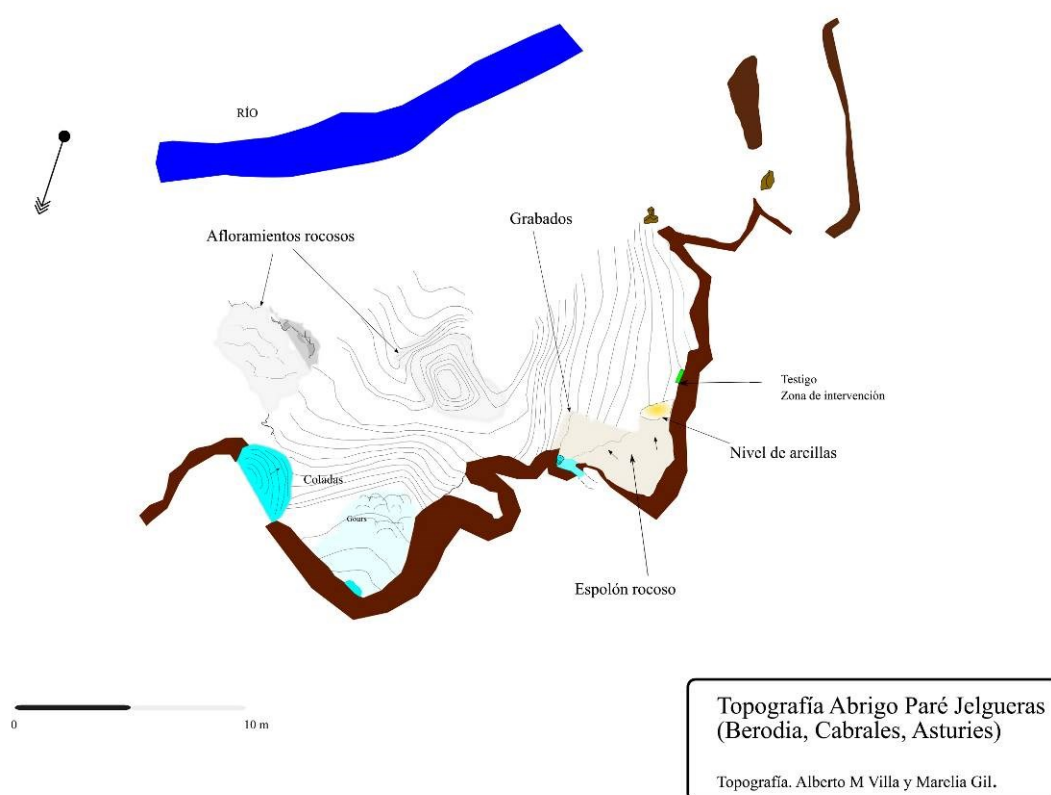 RÍO
Grabados
Afloramientos rocosos
Testigo
Zona de intervención
Nivel de arcillas
Coladas
Gours
Espolón rocoso
0
10 m
Topografía Abrigo Paré Jelgueras
(Berodia, Cabrales, Asturies)
Topografía. Alberto M Villa y Marelia Gil.